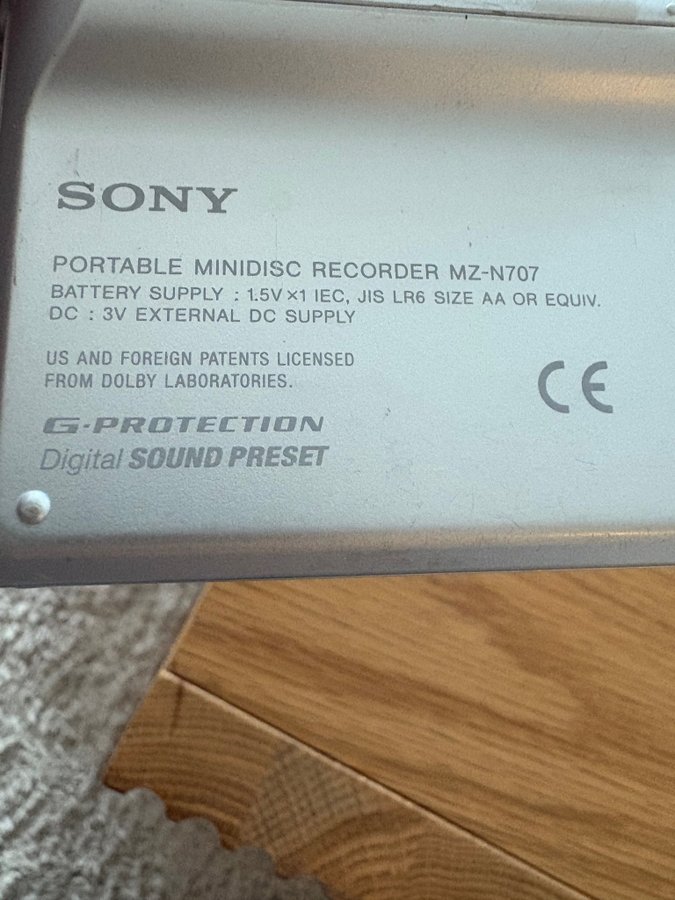 SONY
PORTABLE MINIDISC RECORDER MZ-N707
BATTERY SUPPLY : 1.5V×1 IEC, JIS LR6 SIZE AA OR EQUIV.
DC : 3V EXTERNAL DC SUPPLY
US AND FOREIGN PATENTS LICENSED
FROM DOLBY LABORATORIES.
CE
G-PROTECTION
Digital SOUND PRESET